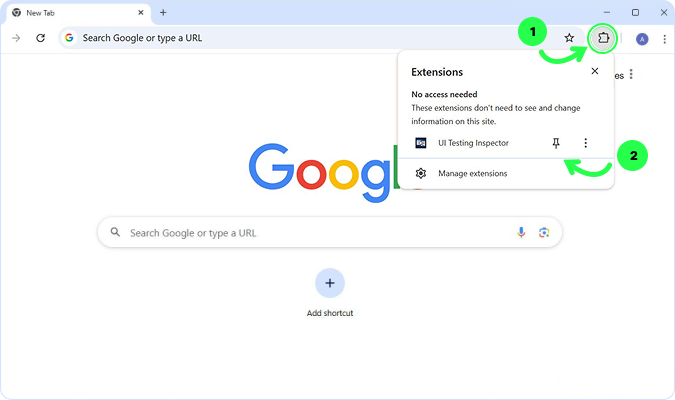 New Tab
Search Google or type a URL
A
1
Extensions
No access needed
These extensions don't need to see and change
information on this site.
UI Testing Inspector
2
Manage extensions
Google
Search Google or type a URL
Add shortcut